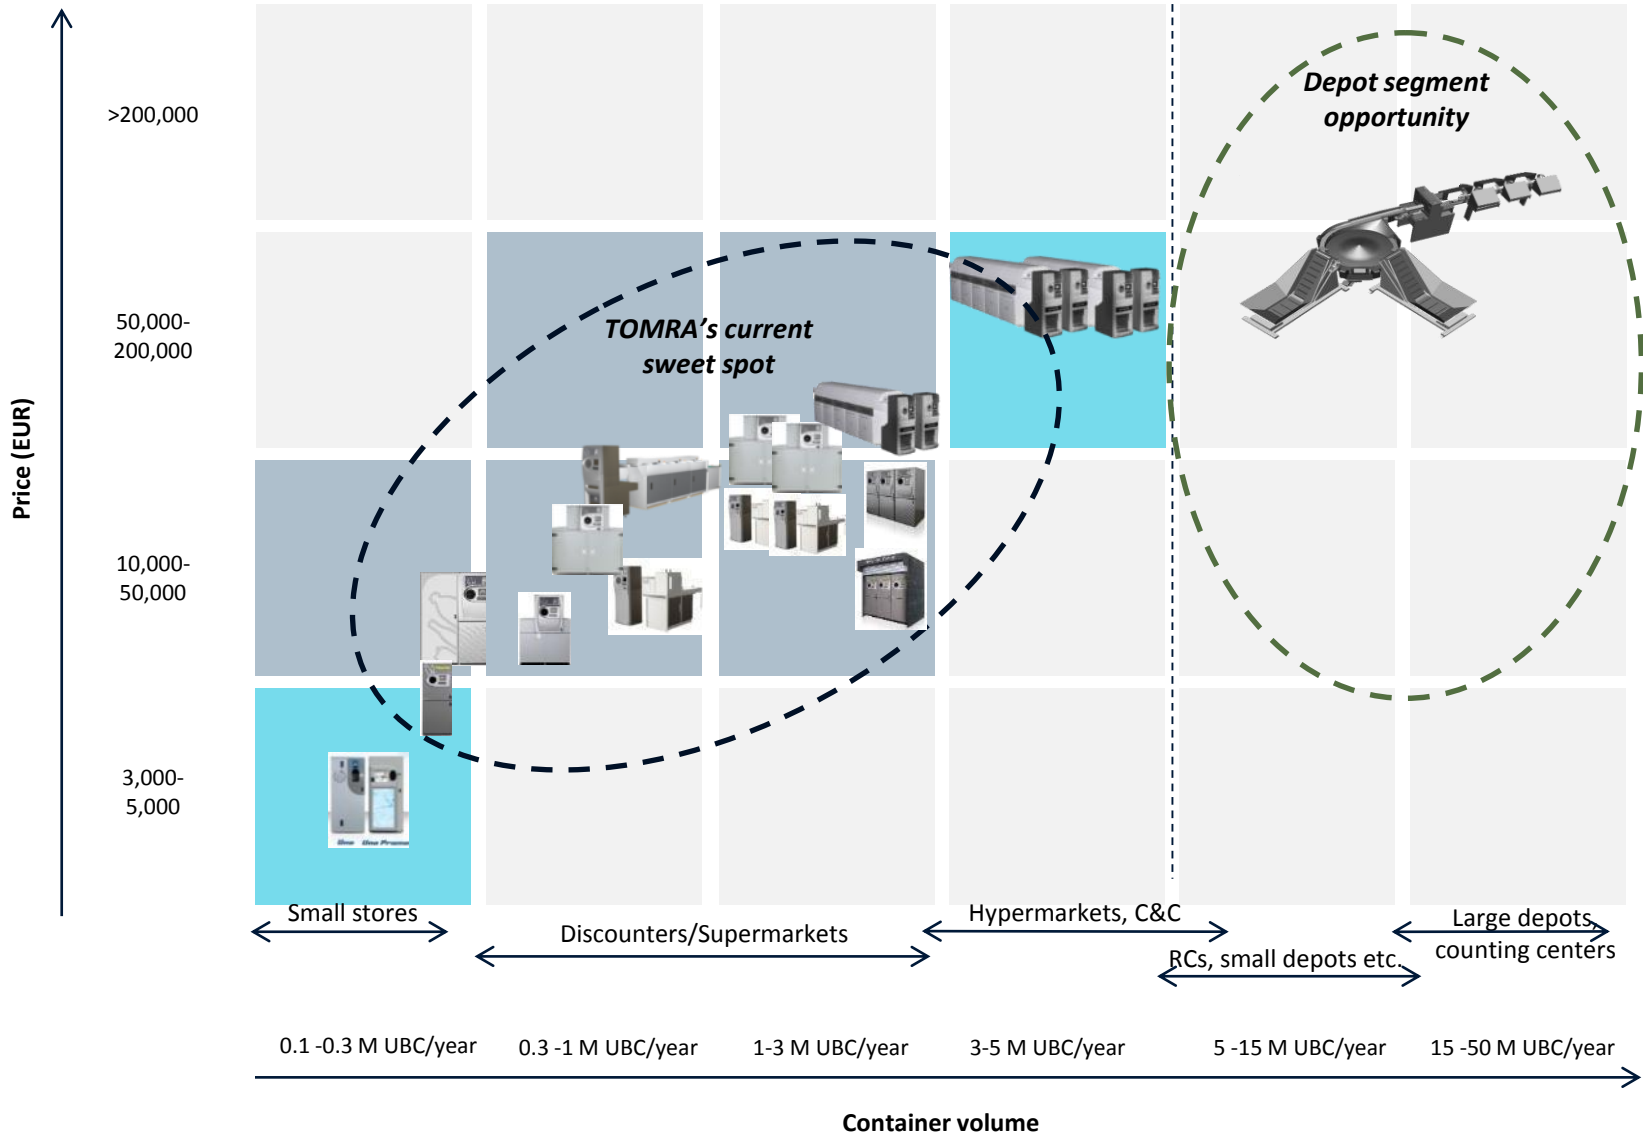 Depot segment
opportunity
>200,000
50,000-
200,000
TOMRA's current
sweet spot
Price (EUR)
10,000-
50,000
3,000-
5,000
One Uno Promo
Small stores
Discounters/Supermarkets
Hypermarkets, C&C
RCs, small depots etc.
Large depots,
counting centers
0.1 -0.3 M UBC/year
0.3 -1 M UBC/year
1-3 M UBC/year
3-5 M UBC/year
5 -15 M UBC/year
15 -50 M UBC/year
Container volume